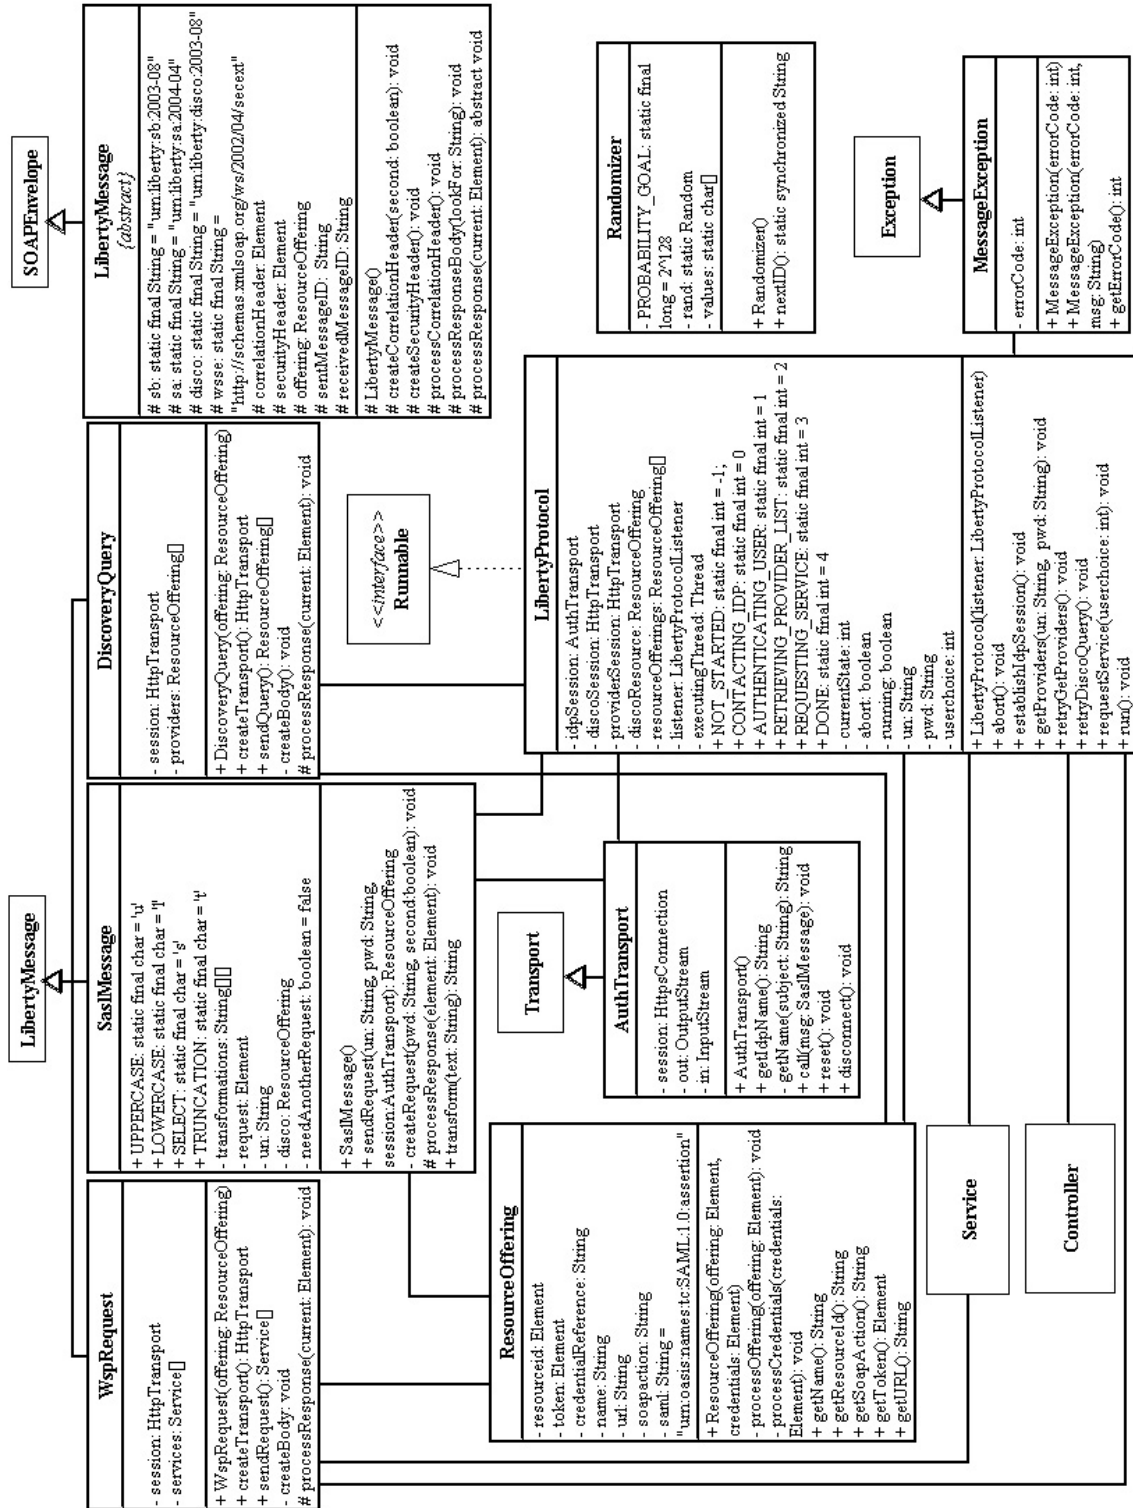 LibertyMessage
WspRequest
- session: HttpTransport
- services: Service[]
+ WspRequest(offering: ResourceOffering)
+ createTransport(): HttpTransport
+ sendRequest(): Service[]
- createBody: void
# processResponse(current: Element): void
SaslMessage
+ UPPERCASE: static final char = 'u'
+ LOWERCASE: static final char = 'l'
+ SELECT: static final char = 's'
+ TRUNCATION: static final char = 't'
- transformations: String[][]
- request: Element
- un: String
- disco: ResourceOffering
- needAnotherRequest: boolean = false
+ SaslMessage()
+ sendRequest(un: String, pwd: String,
session:AuthTransport): ResourceOffering
- createRequest(pwd: String, second:boolean): void
# processResponse(element: Element): void
+ transform(text: String): String
DiscoveryQuery
- session: HttpTransport
- providers: ResourceOffering[]
+ DiscoveryQuery(offering: ResourceOffering)
+ createTransport(): HttpTransport
+ sendQuery(): ResourceOffering[]
- createBody(): void
# processResponse(current: Element): void
SOAPEnvelope
LibertyMessage
{abstract}
# sb: static final String = "urn:liberty:sb:2003-08"
# sa: static final String = "urn:liberty:sa:2004-04"
# disco: static final String = "urn:liberty:disco:2003-08"
# wsse: static final String =
"http://schemas.xmlsoap.org/ws/2002/04/secext"
# correlationHeader: Element
# securityHeader: Element
# offering: ResourceOffering
# sentMessageID: String
# receivedMessageID: String
# LibertyMessage()
# createCorrelationHeader(second: boolean): void
# createSecurityHeader(): void
# processCorrelationHeader(): void
# processResponseBody(lookFor: String): void
# processResponse(current: Element): abstract void
ResourceOffering
- resourceid: Element
- token: Element
- credentialReference: String
- name: String
- url: String
- soapaction: String
- saml: String =
"urn:oasis:names:tc:SAML:1.0:assertion"
+ ResourceOffering(offering: Element,
credentials: Element)
- processOffering(offering: Element): void
- processCredentials(credentials:
Element): void
+ getName(): String
+ getResourceId(): String
+ getSoapAction(): String
+ getToken(): Element
+ getURL(): String
Transport
AuthTransport
- session: HttpsConnection
- out: OutputStream
- in: InputStream
+ AuthTransport()
+ getIdpName(): String
- getName(subject: String): String
+ call(msg: SaslMessage): void
+ reset(): void
+ disconnect(): void
<<interface>>
Runnable
LibertyProtocol
- idpSession: AuthTransport
- discoSession: HttpTransport
- providerSession: HttpTransport
- discoResource: ResourceOffering
- resourceOfferings: ResourceOffering[]
- listener: LibertyProtocolListener
- executingThread: Thread
+ NOT_STARTED: static final int = -1;
+ CONTACTING_IDP: static final int = 0
+ AUTHENTICATING_USER: static final int = 1
+ RETRIEVING_PROVIDER_LIST: static final int = 2
+ REQUESTING_SERVICE: static final int = 3
+ DONE: static final int = 4
- currentState: int
- abort: boolean
- running: boolean
- un: String
- pwd: String
- userchoice: int
+ LibertyProtocol(listener: LibertyProtocolListener)
+ abort(): void
+ establishIdpSession(): void
+ getProviders(un: String, pwd: String): void
+ retryGetProviders(): void
+ retryDiscoQuery(): void
+ requestService(userchoice: int): void
+ run(): void
Randomizer
- PROBABILITY_GOAL: static final
long = 2^128
- rand: static Random
- values: static char[]
+ Randomizer()
+ nextID(): static synchronized String
Exception
MessageException
- errorCode: int
+ MessageException(errorCode: int)
+ MessageException(errorCode: int,
msg: String)
+ getErrorCode(): int
Service
Controller